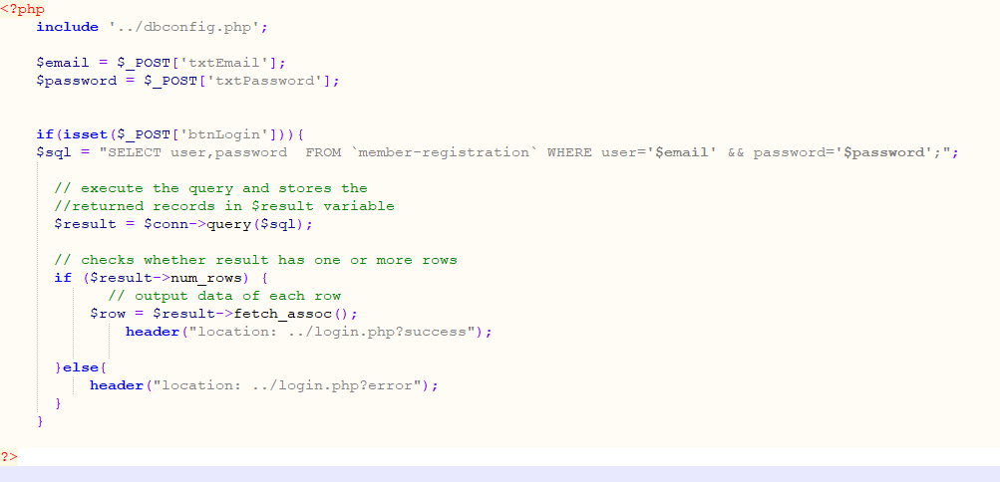 <?php
include '../dbconfig.php';
$email = $_POST['txtEmail'];
$password = $_POST['txtPassword'];
if(isset($_POST['btnLogin'])){
$sql = "SELECT user,password  FROM `member-registration` WHERE user='$email' && password='$password';";
// execute the query and stores the
//returned records in $result variable
$result = $conn->query($sql);
// checks whether result has one or more rows
if ($result->num_rows) {
// output data of each row
$row = $result->fetch_assoc();
header("location: ../login.php?success");
}else{
header("location: ../login.php?error");
}
}
?>